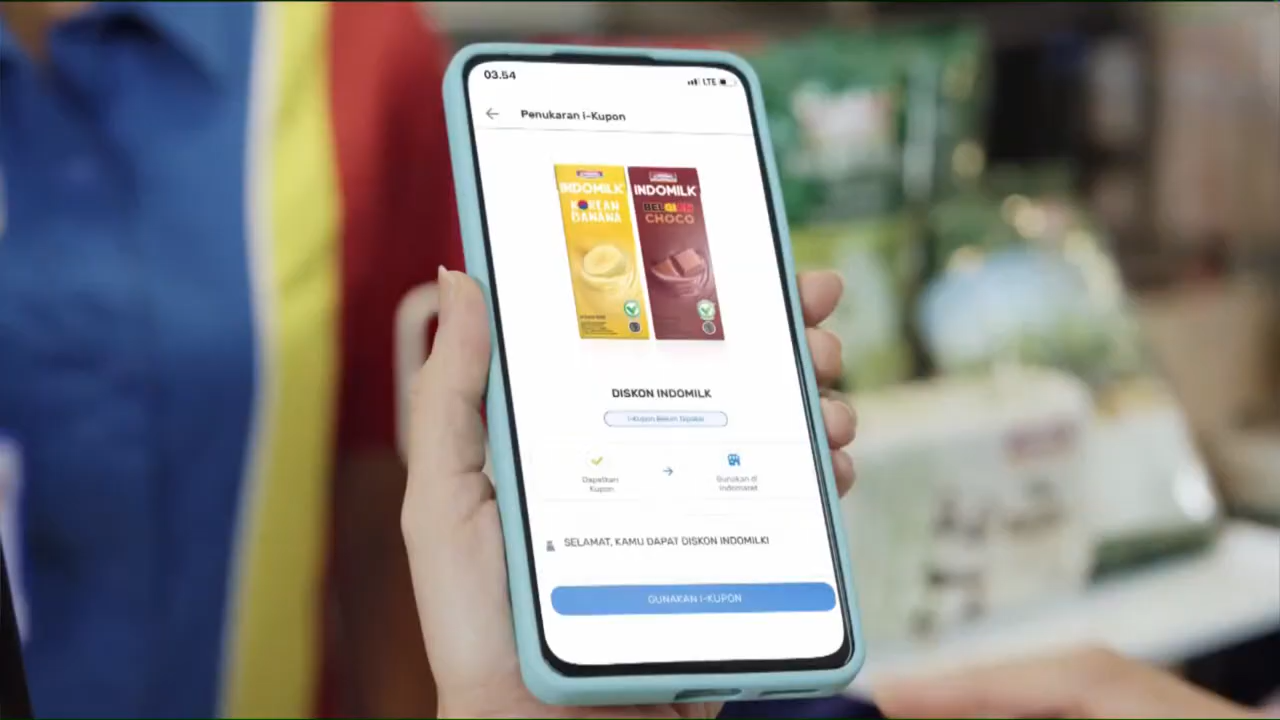 03.54
LTE
Penukaran i-Kupon
INDOMILK
KOREAN
BANANA
INDOMILK
BELGIAN
CHOCO
DISKON INDOMILK
i-Kupon Belum Dipakai
Dapatkan
Kupon
Gunakan di
Indomaret
SELAMAT, KAMU DAPAT DISKON INDOMILK!
GUNAKAN I-KUPON